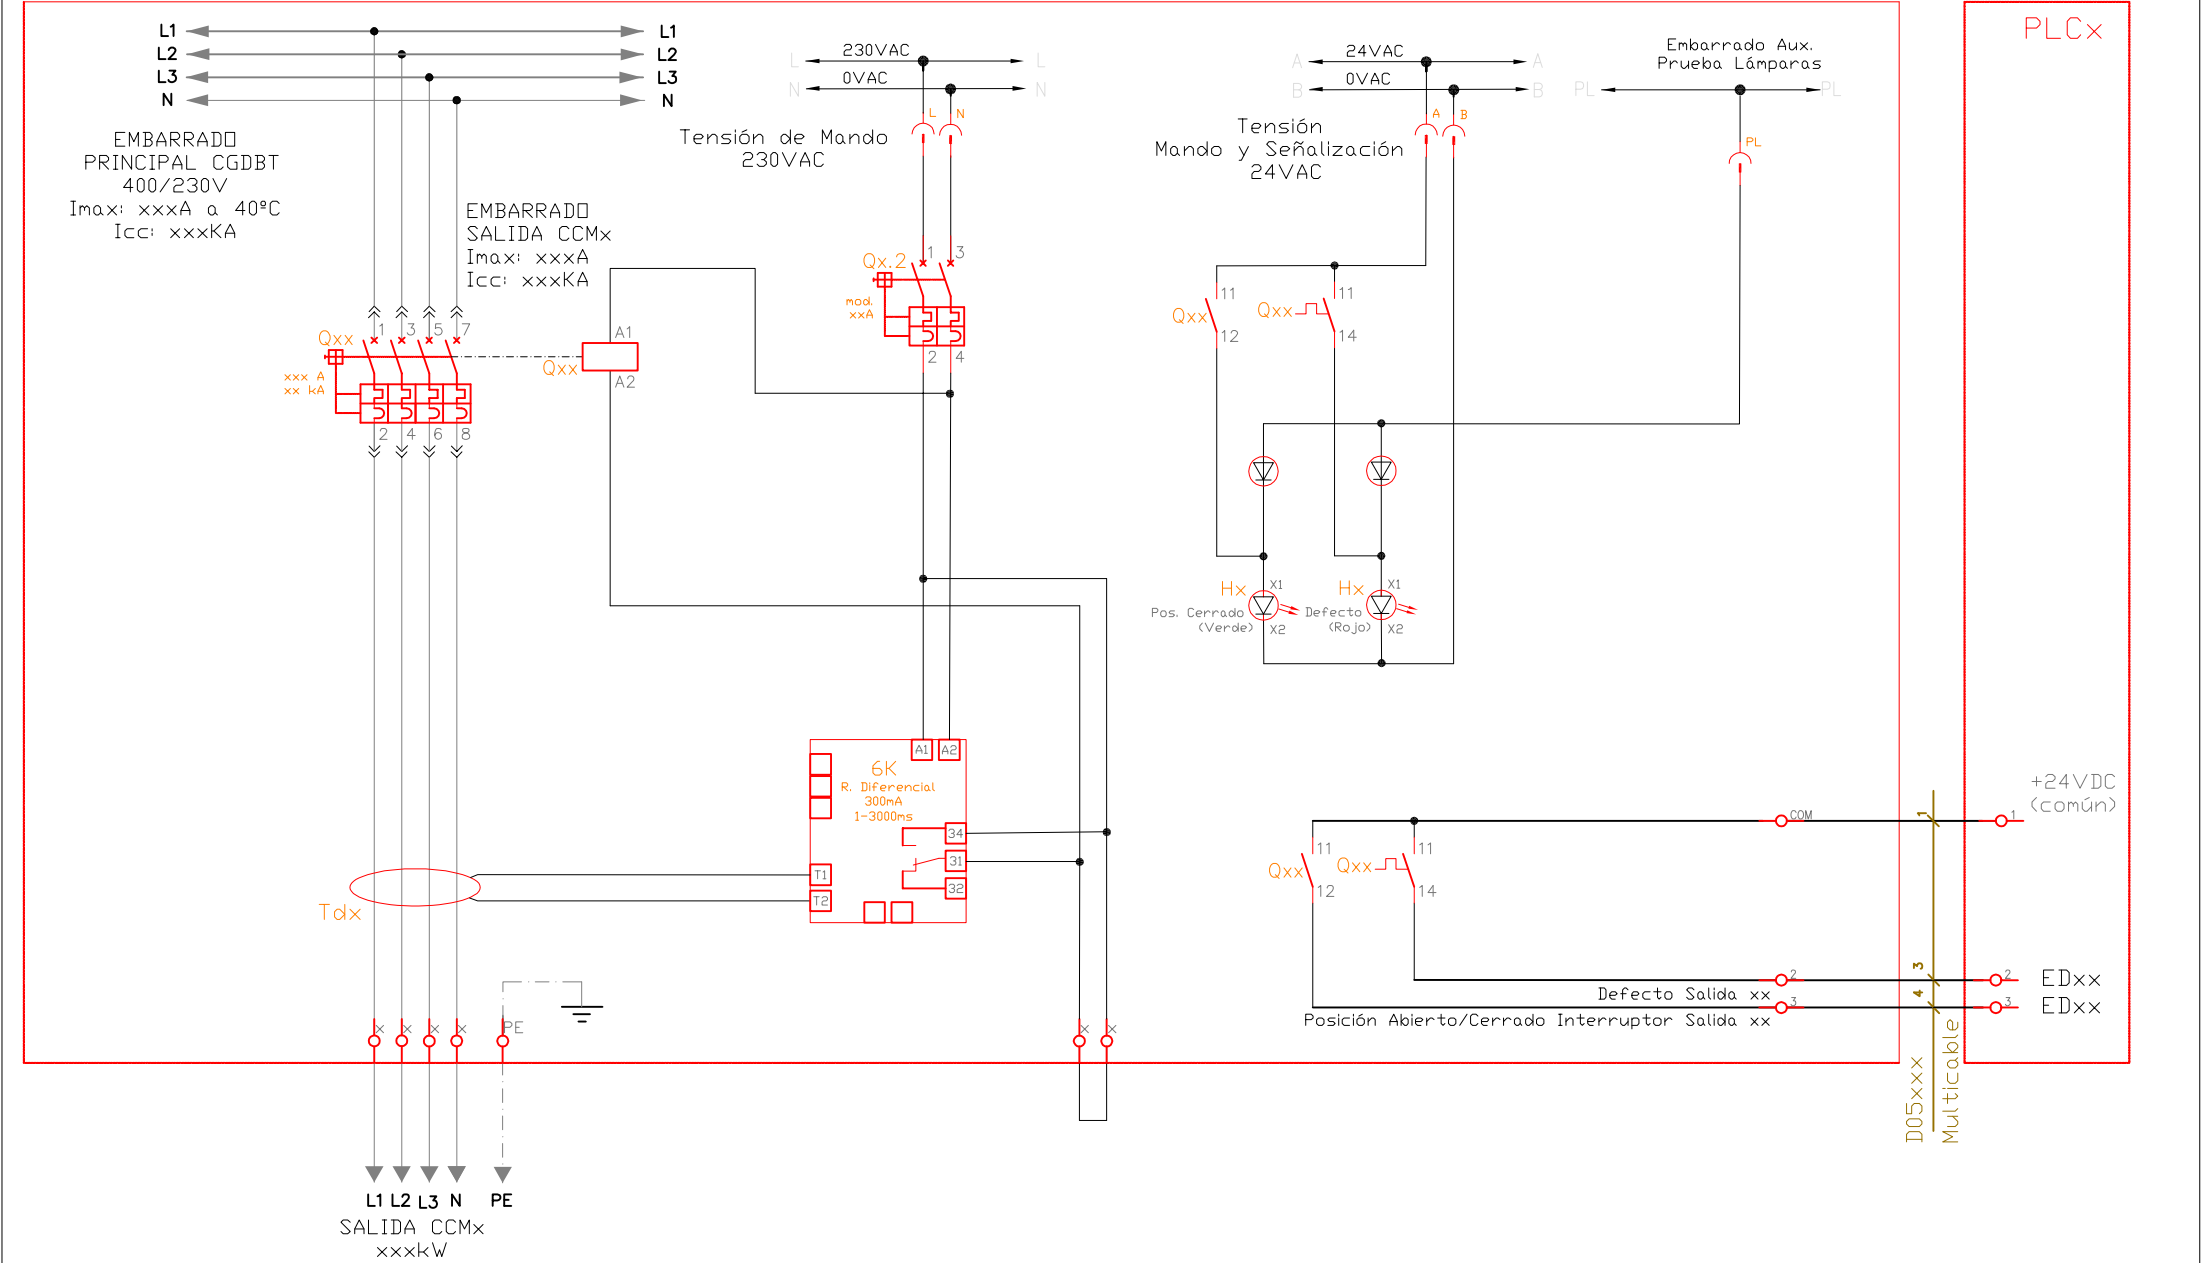 L1
L1
L2
L2
L3
L3
N
N
EMBARRADO
PRINCIPAL CGDBT
400/230V
Imax: xxxA a 40ºC
Icc: xxxKA
EMBARRADO
SALIDA CCMx
Imax: xxxA
Icc: xxxKA
L
230VAC
L
N
0VAC
N
L
N
Tensión de Mando
230VAC
A
24VAC
A
B
0VAC
B
A
B
Tensión
Mando y Señalización
24VAC
Embarrado Aux.
Prueba Lámparas
PL
PL
PL
PLCx
Qxx
xxx A
xx kA
1
3
5
7
2
4
6
8
A1
Qxx
A2
Qx.2
mod.
xxA
1
3
2
4
Qxx
11
12
Qxx
11
14
Hx
X1
Pos. Cerrado
(Verde)
X2
Hx
X1
Defecto
(Rojo)
X2
A1
A2
6K
R. Diferencial
300mA
1-3000ms
34
31
32
T1
T2
Tdx
x
x
x
x
PE
x
x
Qxx
11
12
Qxx
11
14
COM
1
+24VDC
(común)
1
2
3
2
EDxx
Defecto Salida xx
3
4
3
EDxx
Posición Abierto/Cerrado Interruptor Salida xx
D05xxx
Multicable
L1
L2
L3
N
PE
SALIDA CCMx
xxxkW